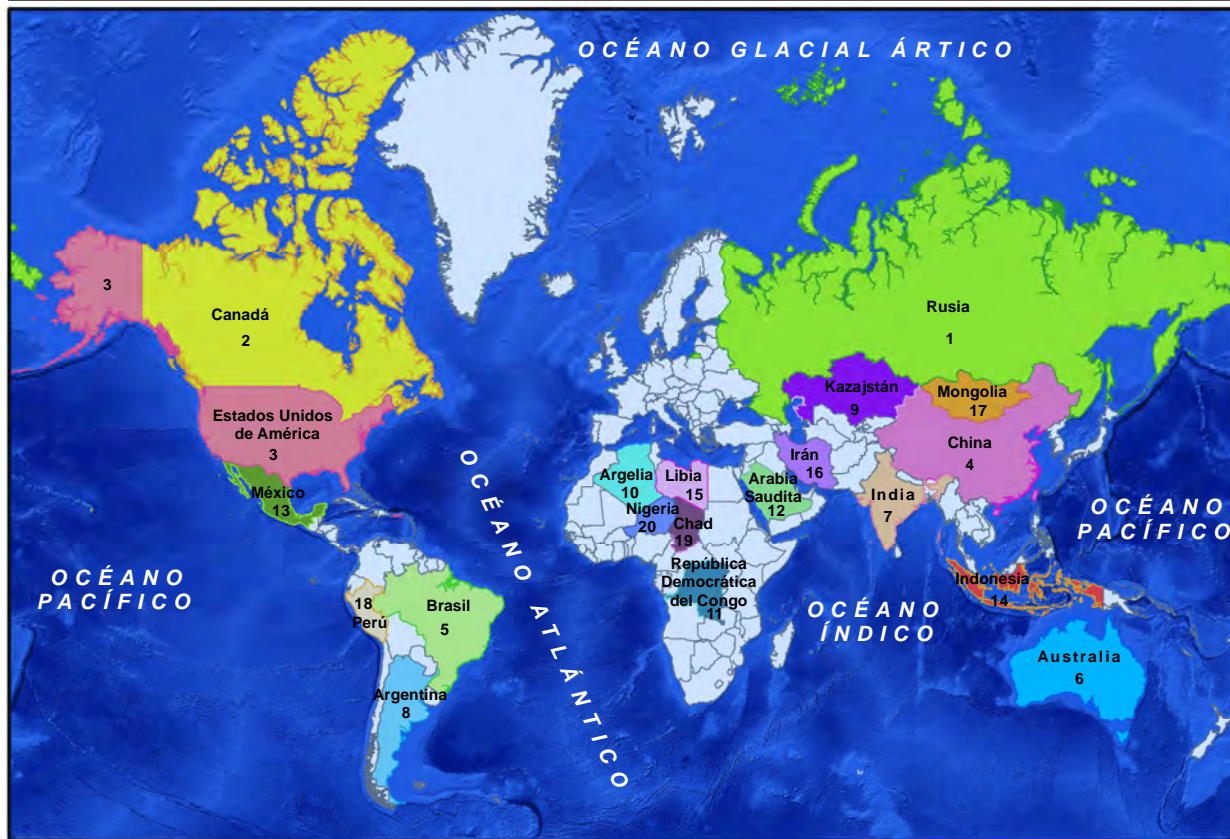 OCÉANO GLACIAL ÁRTICO
3
Canadá
2
Rusia
1
Estados Unidos
de América
3
Kazajstán
9
Mongolia
17
China
4
Irán
16
México
13
Argelia
10
Libia
15
Arabia
Saudita
12
India
7
Nigeria
20
Chad
19
OCÉANO
PACÍFICO
OCÉANO ATLÁNTICO
República
Democrática
del Congo
11
OCÉANO
PACÍFICO
18
Perú
Brasil
5
OCÉANO
ÍNDICO
Indonesia
14
Australia
6
Argentina
8